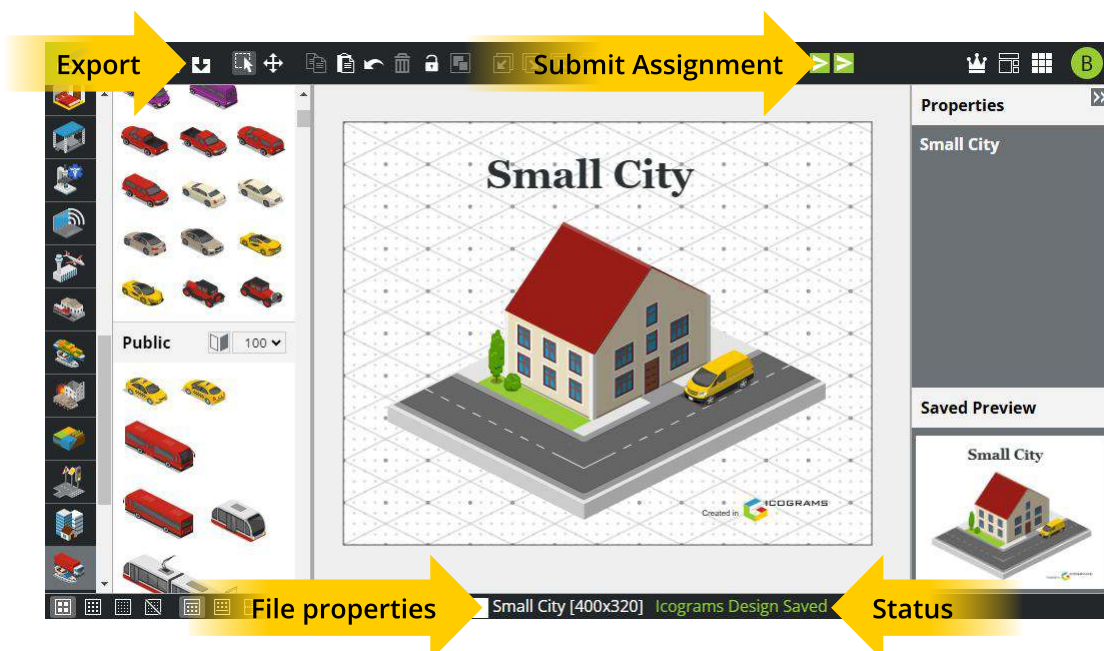 Export
Submit Assignment
B
Properties
Small City
Small City
Public
100
Saved Preview
Small City
Created in ICOGRAMS
File properties
Small City [400x320] Icograms Design Saved
Status